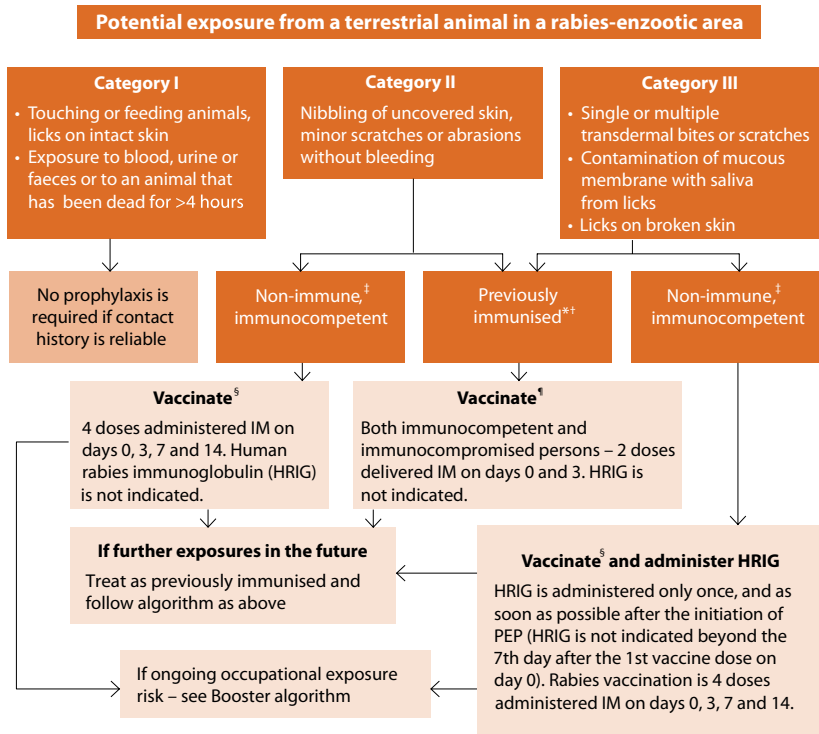 Potential exposure from a terrestrial animal in a rabies-enzootic area
Category I
• Touching or feeding animals,
licks on intact skin
• Exposure to blood, urine or
faeces or to an animal that
has been dead for >4 hours
Category II
Nibbling of uncovered skin,
minor scratches or abrasions
without bleeding
Category III
• Single or multiple
transdermal bites or scratches
• Contamination of mucous
membrane with saliva
from licks
• Licks on broken skin
No prophylaxis is
required if contact
history is reliable
Non-immune,‡
immunocompetent
Previously
immunised*†
Non-immune,‡
immunocompetent
Vaccinate§
4 doses administered IM on
days 0, 3, 7 and 14. Human
rabies immunoglobulin (HRIG)
is not indicated.
Vaccinate¶
Both immunocompetent and
immunocompromised persons – 2 doses
delivered IM on days 0 and 3. HRIG is
not indicated.
If further exposures in the future
Treat as previously immunised and
follow algorithm as above
Vaccinate§ and administer HRIG
HRIG is administered only once, and as
soon as possible after the initiation of
PEP (HRIG is not indicated beyond the
7th day after the 1st vaccine dose on
day 0). Rabies vaccination is 4 doses
administered IM on days 0, 3, 7 and 14.
If ongoing occupational exposure
risk – see Booster algorithm